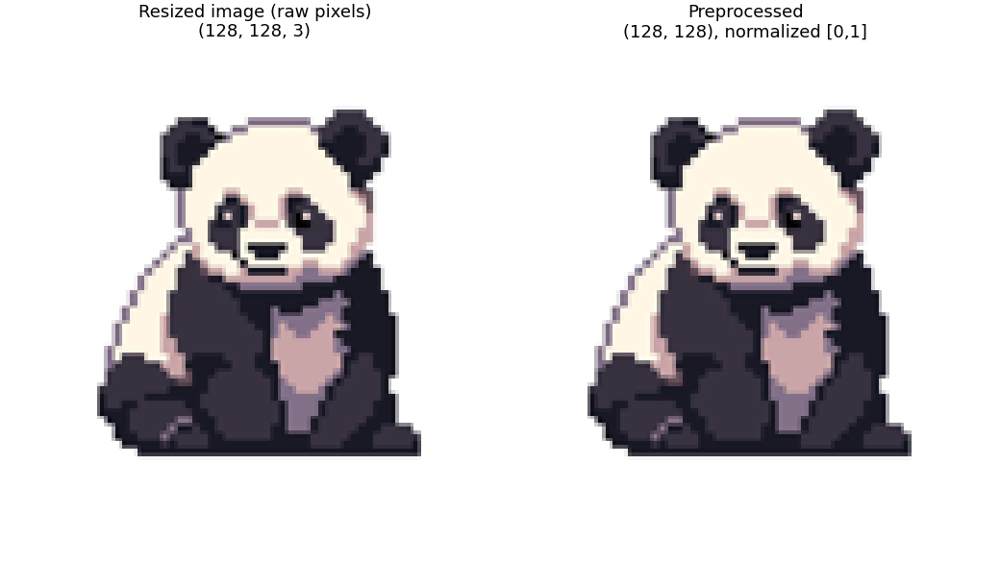 Resized image (raw pixels)
(128, 128, 3)
Preprocessed
(128, 128), normalized [0,1]